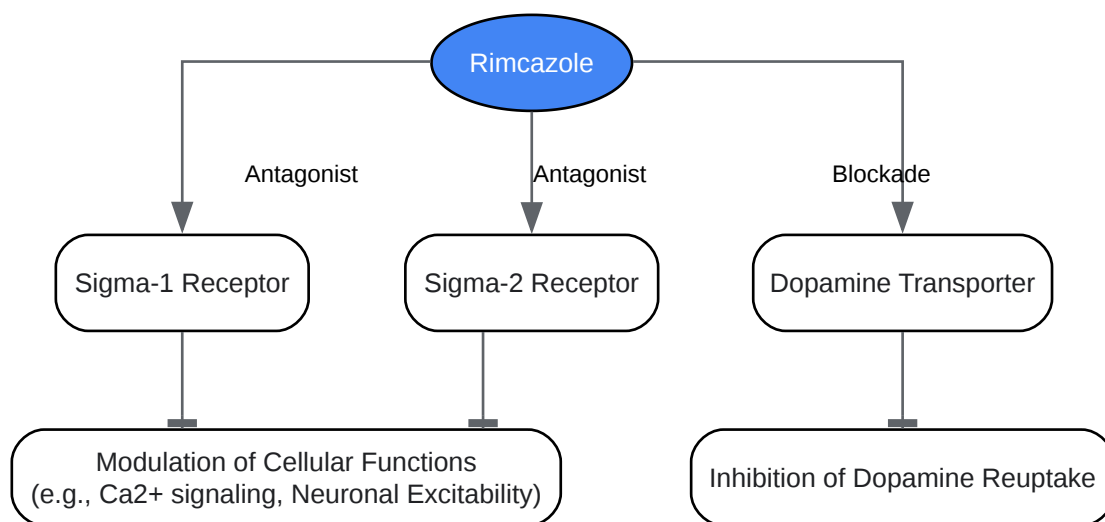 Rimcazole
Antagonist
Antagonist
Blockade
Sigma-1 Receptor
Sigma-2 Receptor
Dopamine Transporter
Modulation of Cellular Functions
(e.g., Ca2+ signaling, Neuronal Excitability)
Inhibition of Dopamine Reuptake